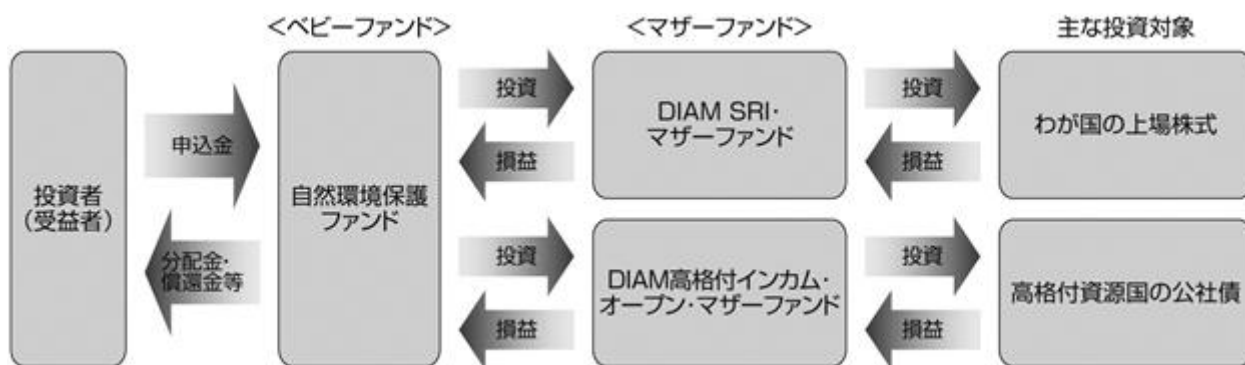 <ベビーファンド>
<マザーファンド>
主な投資対象
投資者
(受益者)
申込金
分配金・
償還金等
自然環境保護
ファンド
投資
損益
DIAM SRI・
マザーファンド
投資
損益
わが国の上場株式
投資
損益
DIAM高格付インカム・
オープン・マザーファンド
投資
損益
高格付資源国の公社債